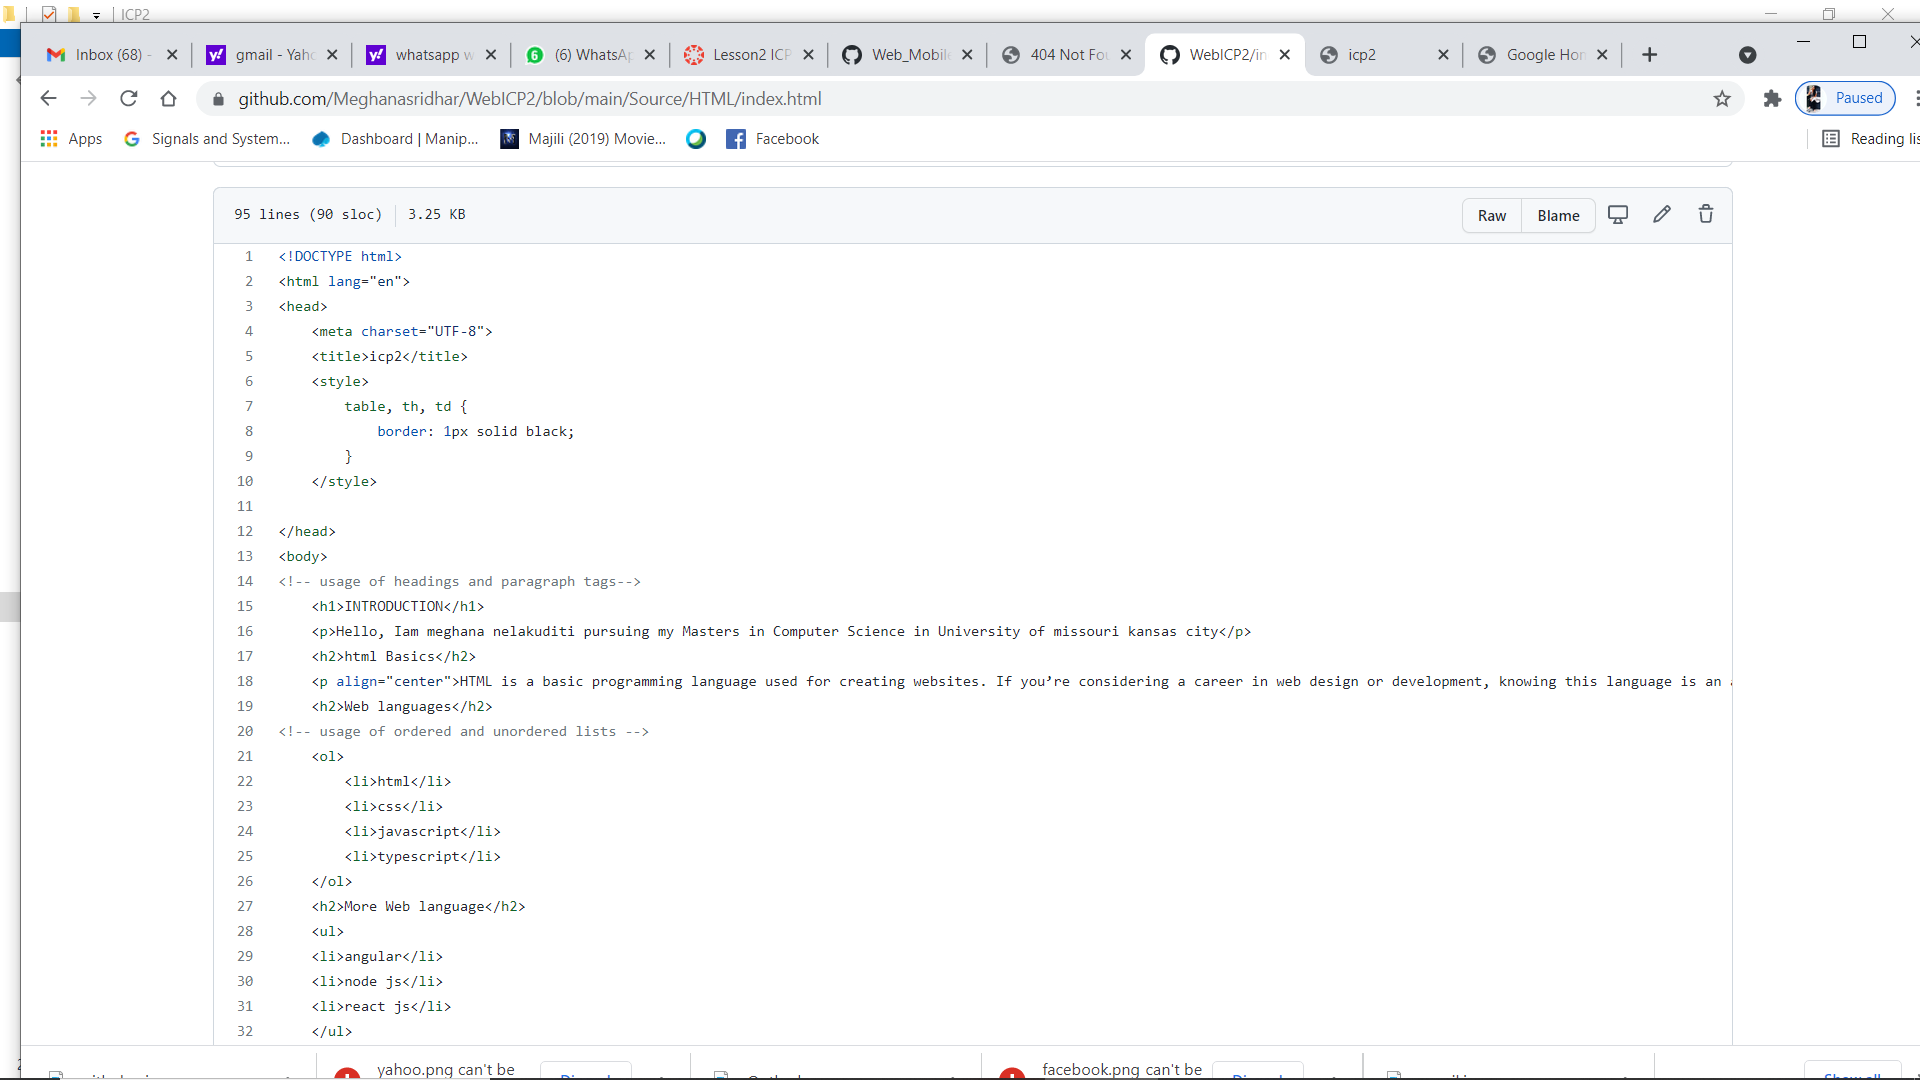 ICP2
Inbox (68) -
gmail - Yaho
whatsapp w
(6) WhatsAp
Lesson2 ICP
Web_Mobile
404 Not Fou
WebICP2/in
icp2
Google Hom
github.com/Meghanasridhar/WebICP2/blob/main/Source/HTML/index.html
Paused
Apps
Signals and System...
Dashboard | Manip...
Majili (2019) Movie...
Facebook
Reading lis
95 lines (90 sloc) 3.25 KB
Raw Blame
1 <!DOCTYPE html>
2 <html lang="en">
3 <head>
4 <meta charset="UTF-8">
5 <title>icp2</title>
6 <style>
7 table, th, td {
8 border: 1px solid black;
9 }
10 </style>
11
12 </head>
13 <body>
14 <!-- usage of headings and paragraph tags-->
15 <h1>INTRODUCTION</h1>
16 <p>Hello, Iam meghana nelakuditi pursuing my Masters in Computer Science in University of missouri kansas city</p>
17 <h2>html Basics</h2>
18 <p align="center">HTML is a basic programming language used for creating websites. If you’re considering a career in web design or development, knowing this language is an
19 <h2>Web languages</h2>
20 <!-- usage of ordered and unordered lists -->
21 <ol>
22 <li>html</li>
23 <li>css</li>
24 <li>javascript</li>
25 <li>typescript</li>
26 </ol>
27 <h2>More Web language</h2>
28 <ul>
29 <li>angular</li>
30 <li>node js</li>
31 <li>react js</li>
32 </ul>
yahoo.png can't be
facebook.png can't be